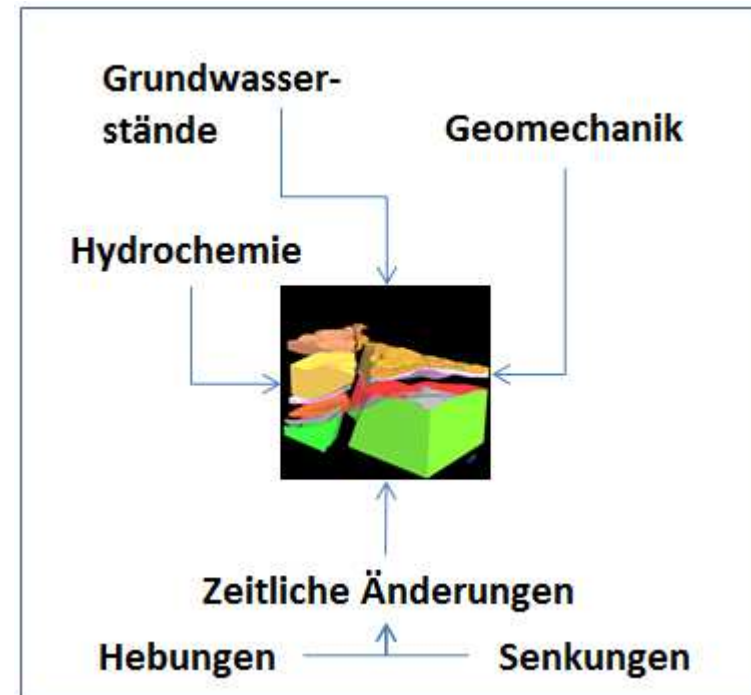 Grundwasser-
stände
Geomechanik
Hydrochemie
Zeitliche Änderungen
Hebungen
Senkungen